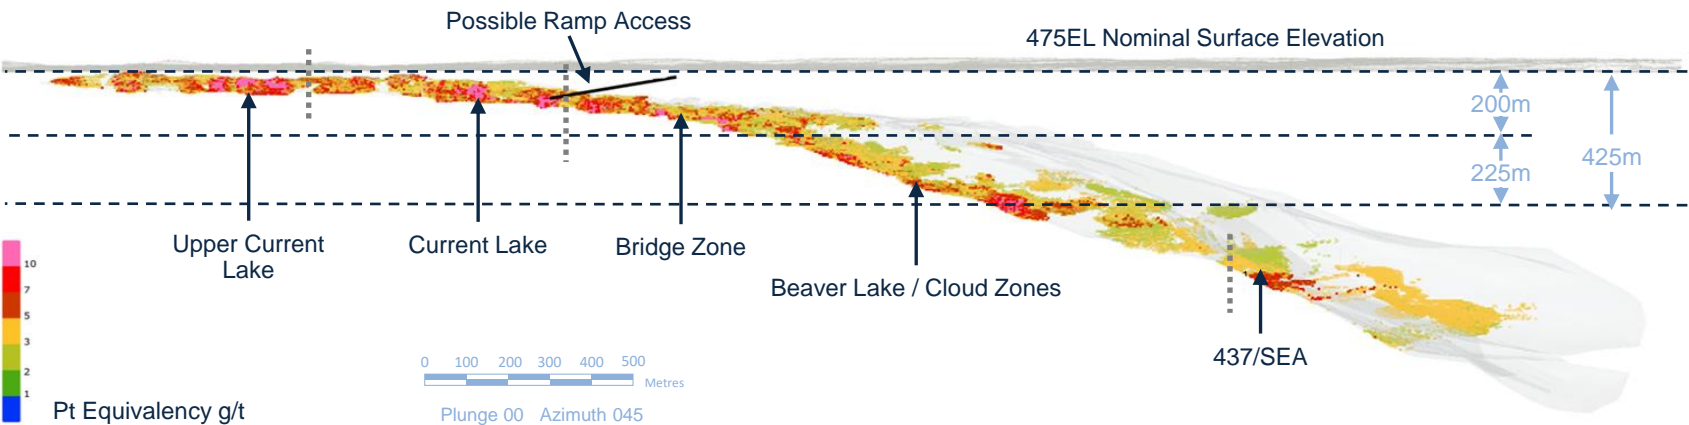 Possible Ramp Access
475EL Nominal Surface Elevation
200m
425m
225m
Upper Current
Lake
Current Lake
Bridge Zone
Beaver Lake / Cloud Zones
437/SEA
10
7
5
3
2
1
Pt Equivalency g/t
0 100 200 300 400 500
Metres
Plunge 00 Azimuth 045